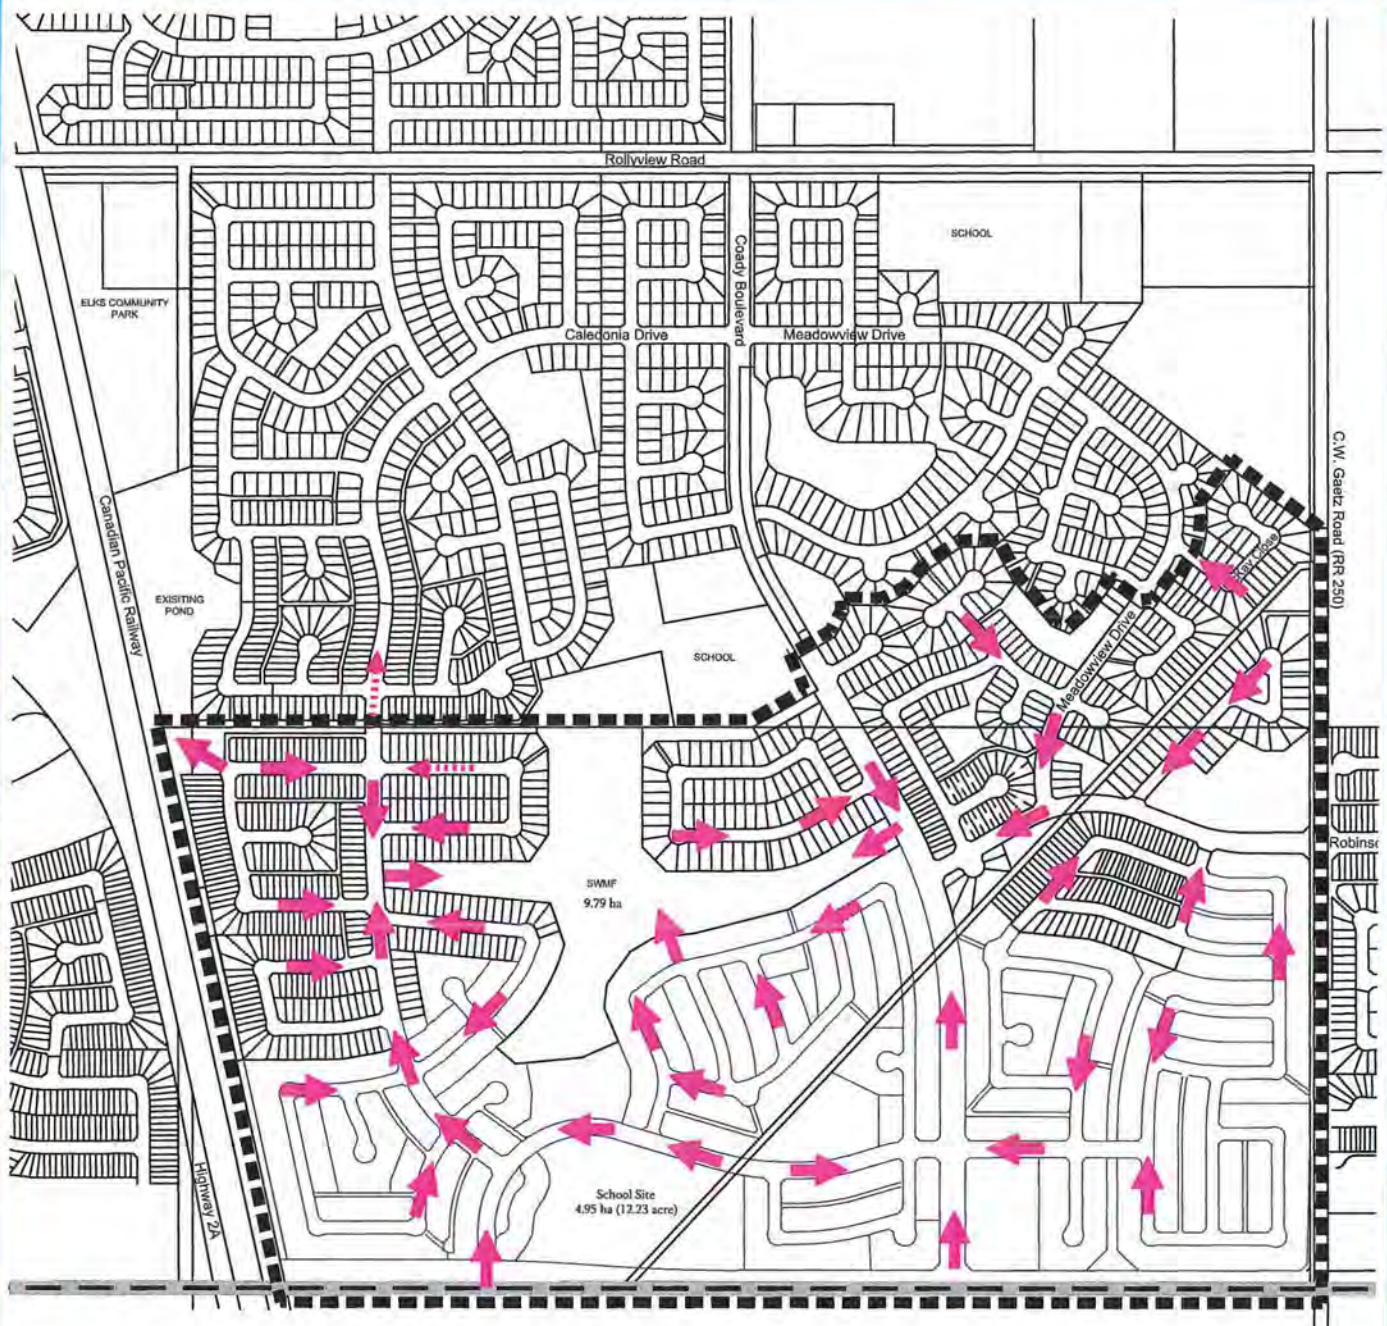 Rollyview Road
SCHOOL
Coady Boulevard
ELKS COMMUNITY
PARK
Caledonia Drive
Meadowview Drive
C.W. Gaetz Road (RR 250)
Canadian Pacific Railway
Close
EXISITING
POND
Meadowview Drive
SCHOOL
Robins
SWMF
9.79 ha
Highway 2A
School Site
4.95 ha (12.23 acre)